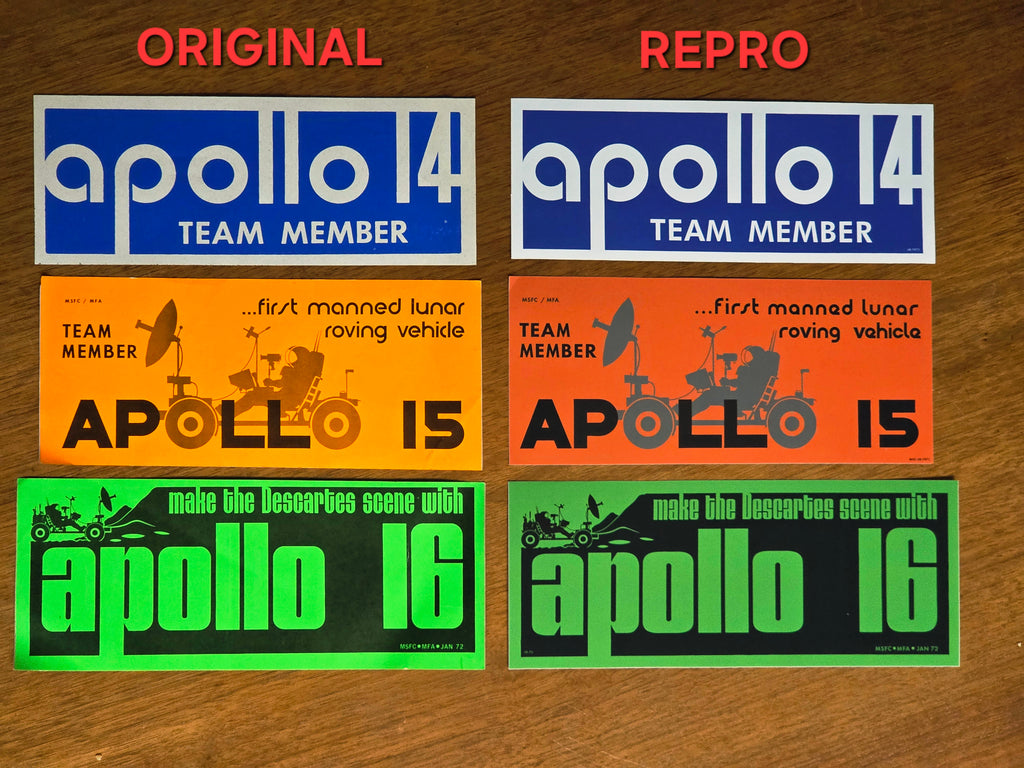 ORIGINAL
REPRO
apollo 14
TEAM MEMBER
apollo 14
TEAM MEMBER
MSFC / MFA
...first manned lunar
roving vehicle
TEAM
MEMBER
APOLLO 15
MSFC / MFA
...first manned lunar
roving vehicle
TEAM
MEMBER
APOLLO 15
make the Descartes scene with
apollo 16
MSFC • MFA • JAN 72
make the Descartes scene with
apollo 16
MSFC • MFA • JAN 72